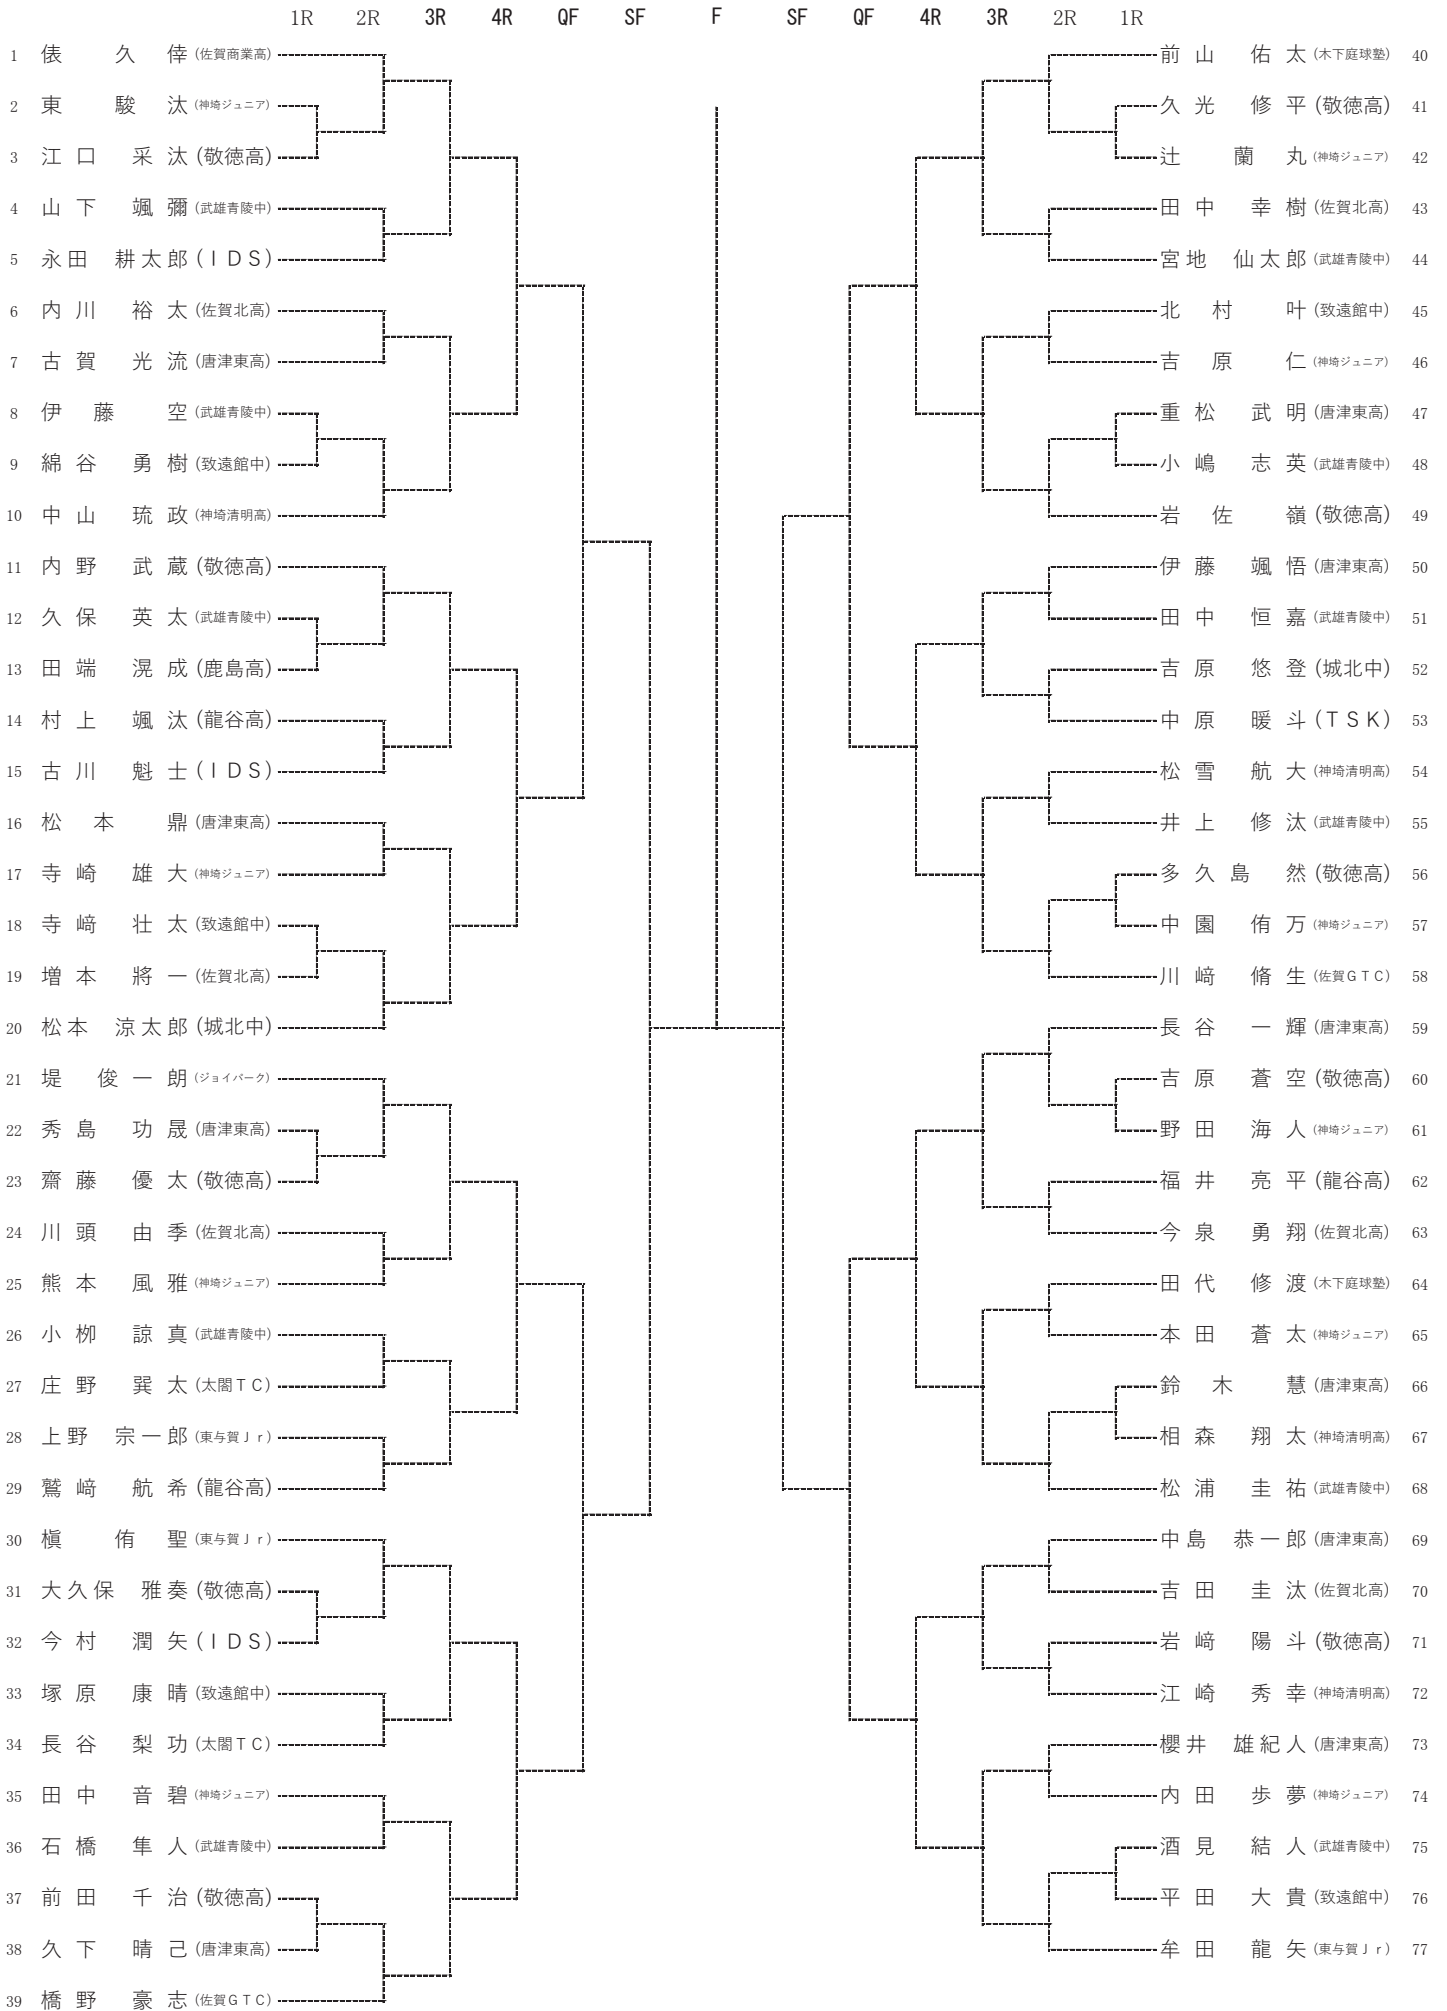 1R 2R 3R 4R QF SF F SF QF 4R 3R 2R 1R
1 俵 久 倖 (佐賀商業高)
2 東 駿 汰 (神埼ジュニア)
3 江 口 采 汰 (敬徳高)
4 山 下 颯 彌 (武雄青陵中)
5 永 田 耕 太 郎 (ＩＤＳ)
6 内 川 裕 太 (佐賀北高)
7 古 賀 光 流 (唐津東高)
8 伊 藤 空 (武雄青陵中)
9 綿 谷 勇 樹 (致遠館中)
10 中 山 琉 政 (神埼清明高)
11 内 野 武 蔵 (敬徳高)
12 久 保 英 太 (武雄青陵中)
13 田 端 滉 成 (鹿島高)
14 村 上 颯 汰 (龍谷高)
15 古 川 魁 士 (ＩＤＳ)
16 松 本 鼎 (唐津東高)
17 寺 崎 雄 大 (神埼ジュニア)
18 寺 﨑 壮 太 (致遠館中)
19 増 本 將 一 (佐賀北高)
20 松 本 涼 太 郎 (城北中)
21 堤 俊 一 朗 (ジョイパーク)
22 秀 島 功 晟 (唐津東高)
23 齋 藤 優 太 (敬徳高)
24 川 頭 由 季 (佐賀北高)
25 熊 本 風 雅 (神埼ジュニア)
26 小 栁 諒 真 (武雄青陵中)
27 庄 野 巽 太 (太閤ＴＣ)
28 上 野 宗 一 郎 (東与賀Ｊｒ)
29 鷲 﨑 航 希 (龍谷高)
30 槇 侑 聖 (東与賀Ｊｒ)
31 大 久 保 雅 奏 (敬徳高)
32 今 村 潤 矢 (ＩＤＳ)
33 塚 原 康 晴 (致遠館中)
34 長 谷 梨 功 (太閤ＴＣ)
35 田 中 音 碧 (神埼ジュニア)
36 石 橋 隼 人 (武雄青陵中)
37 前 田 千 治 (敬徳高)
38 久 下 晴 己 (唐津東高)
39 橋 野 豪 志 (佐賀ＧＴＣ)
前 山 佑 太 (木下庭球塾) 40
久 光 修 平 (敬徳高) 41
辻 蘭 丸 (神埼ジュニア) 42
田 中 幸 樹 (佐賀北高) 43
宮 地 仙 太 郎 (武雄青陵中) 44
北 村 叶 (致遠館中) 45
吉 原 仁 (神埼ジュニア) 46
重 松 武 明 (唐津東高) 47
小 嶋 志 英 (武雄青陵中) 48
岩 佐 嶺 (敬徳高) 49
伊 藤 颯 悟 (唐津東高) 50
田 中 恒 嘉 (武雄青陵中) 51
吉 原 悠 登 (城北中) 52
中 原 暖 斗 (ＴＳＫ) 53
松 雪 航 大 (神埼清明高) 54
井 上 修 汰 (武雄青陵中) 55
多 久 島 然 (敬徳高) 56
中 園 侑 万 (神埼ジュニア) 57
川 﨑 脩 生 (佐賀ＧＴＣ) 58
長 谷 一 輝 (唐津東高) 59
吉 原 蒼 空 (敬徳高) 60
野 田 海 人 (神埼ジュニア) 61
福 井 亮 平 (龍谷高) 62
今 泉 勇 翔 (佐賀北高) 63
田 代 修 渡 (木下庭球塾) 64
本 田 蒼 太 (神埼ジュニア) 65
鈴 木 慧 (唐津東高) 66
相 森 翔 太 (神埼清明高) 67
松 浦 圭 祐 (武雄青陵中) 68
中 島 恭 一 郎 (唐津東高) 69
吉 田 圭 汰 (佐賀北高) 70
岩 﨑 陽 斗 (敬徳高) 71
江 崎 秀 幸 (神埼清明高) 72
櫻 井 雄 紀 人 (唐津東高) 73
内 田 歩 夢 (神埼ジュニア) 74
酒 見 結 人 (武雄青陵中) 75
平 田 大 貴 (致遠館中) 76
牟 田 龍 矢 (東与賀Ｊｒ) 77